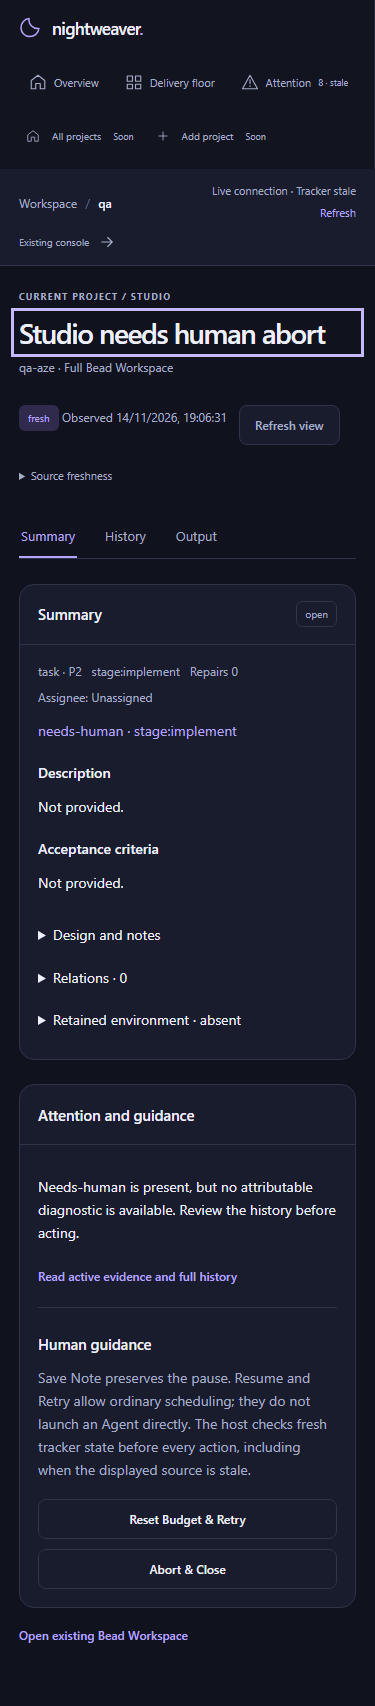 nightweaver.
Overview
Delivery floor
Attention 8 · stale
All projects Soon
Add project Soon
Workspace / qa
Live connection · Tracker stale
Refresh
Existing console →
CURRENT PROJECT / STUDIO
Studio needs human abort
qa-aze · Full Bead Workspace
fresh Observed 14/11/2026, 19:06:31
Refresh view
▶ Source freshness
Summary
History
Output
Summary
open
task · P2 stage:implement Repairs 0
Assignee: Unassigned
needs-human · stage:implement
Description
Not provided.
Acceptance criteria
Not provided.
▶ Design and notes
▶ Relations · 0
▶ Retained environment · absent
Attention and guidance
Needs-human is present, but no attributable
diagnostic is available. Review the history before
acting.
Read active evidence and full history
Human guidance
Save Note preserves the pause. Resume and
Retry allow ordinary scheduling; they do not
launch an Agent directly. The host checks fresh
tracker state before every action, including
when the displayed source is stale.
Reset Budget & Retry
Abort & Close
Open existing Bead Workspace